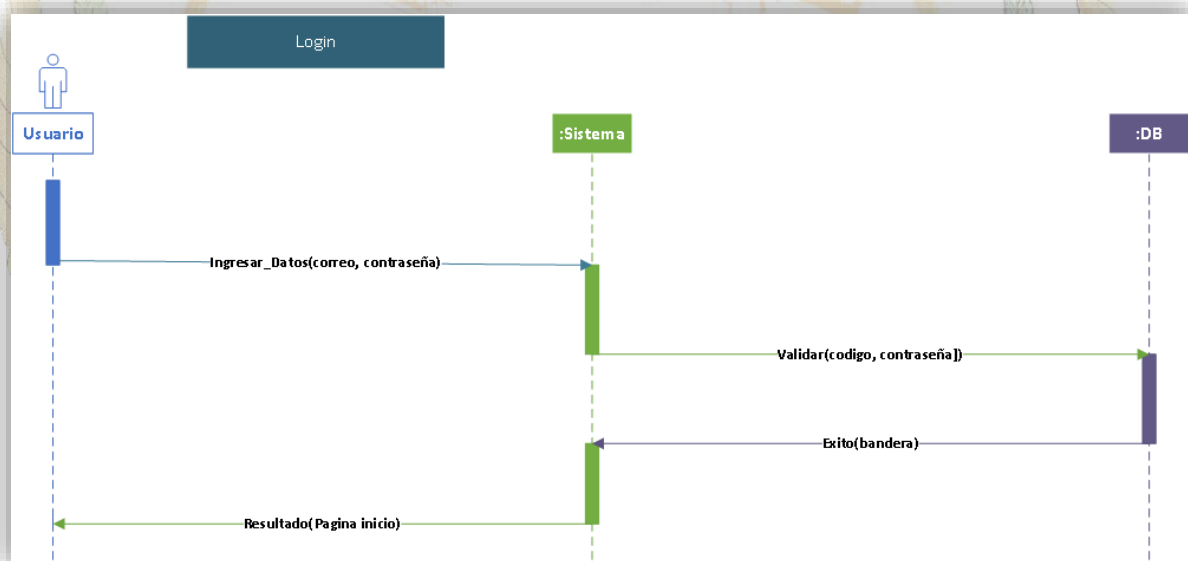 Login
Usuario
:Sistema
:DB
Ingresar_Datos(correo, contraseña)
Validar(codigo, contraseña])
Exito(bandera)
Resultado(Pagina inicio)